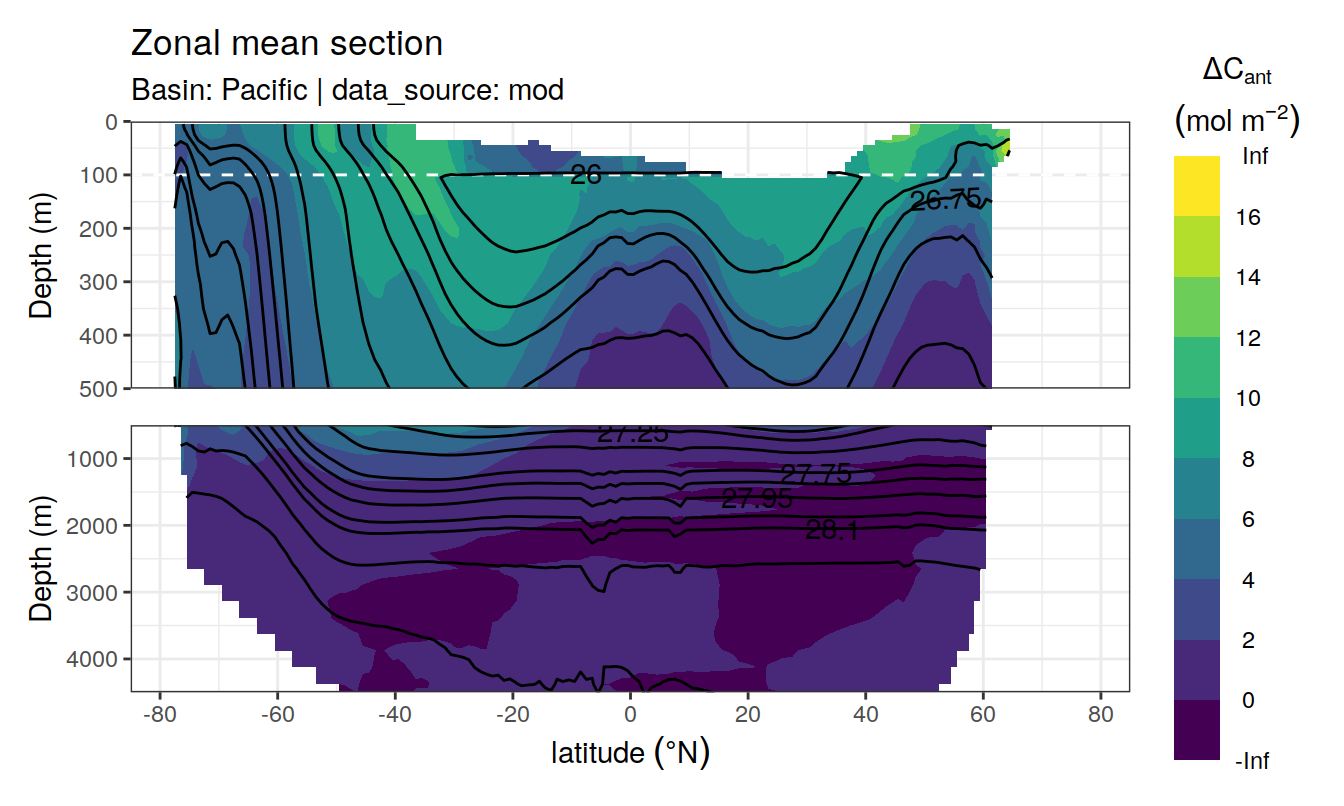 Zonal mean section
Basin: Pacific | data_source: mod
ΔCant
(mol m−2)
Inf
16
14
12
10
8
6
4
2
0
-Inf
Depth (m)
0
100
200
300
400
500
26
26.75
Depth (m)
1000
2000
3000
4000
27.25
27.75
27.95
28.1
-80 -60 -40 -20 0 20 40 60 80
latitude (°N)